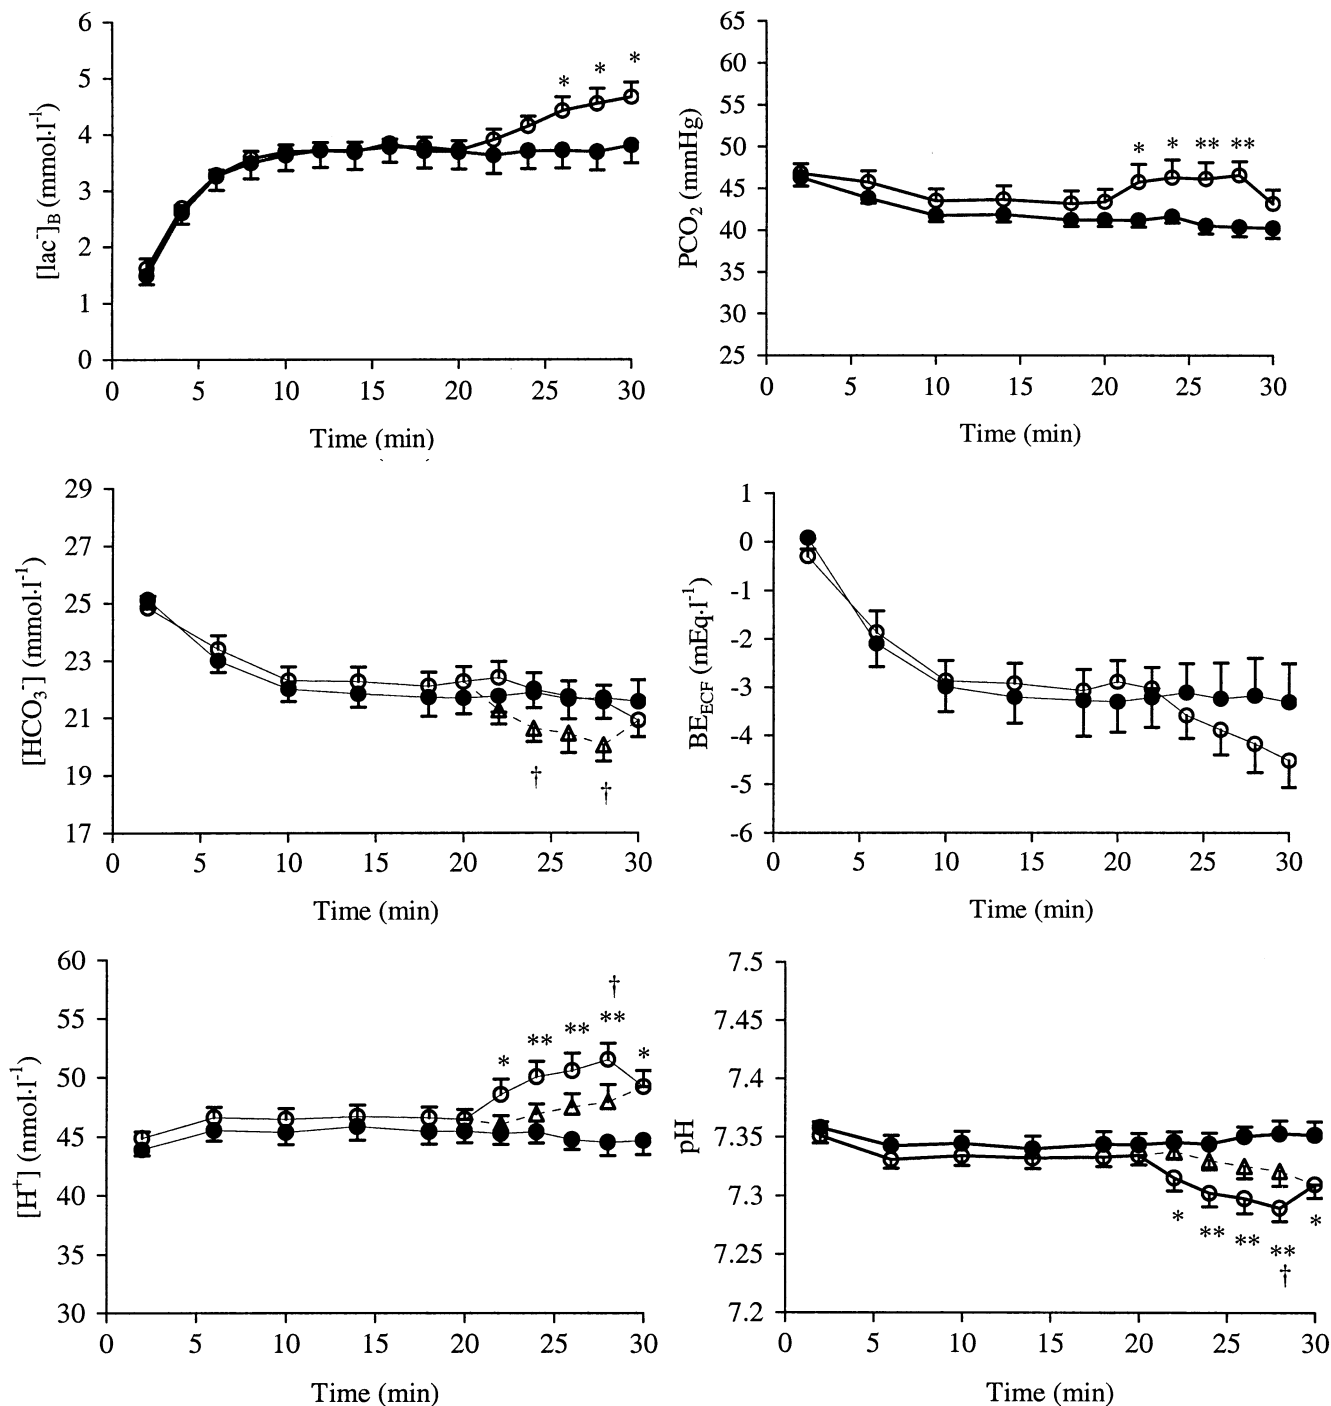 6
5
4
3
2
1
0
[lac⁻]B (mmol·l⁻¹)
* * *
0 5 10 15 20 25 30
Time (min)
65
60
55
50
45
40
35
30
25
PCO₂ (mmHg)
* * ** **
0 5 10 15 20 25 30
Time (min)
29
27
25
23
21
19
17
[HCO₃⁻] (mmol·l⁻¹)
† †
0 5 10 15 20 25 30
Time (min)
1
0
-1
-2
-3
-4
-5
-6
BE_ECF (mEq·l⁻¹)
0 5 10 15 20 25 30
Time (min)
60
55
50
45
40
35
30
[H⁺] (nmol·l⁻¹)
†
* ** ** ** *
0 5 10 15 20 25 30
Time (min)
7.5
7.45
7.4
7.35
7.3
7.25
7.2
pH
* ** ** ** *
†
0 5 10 15 20 25 30
Time (min)